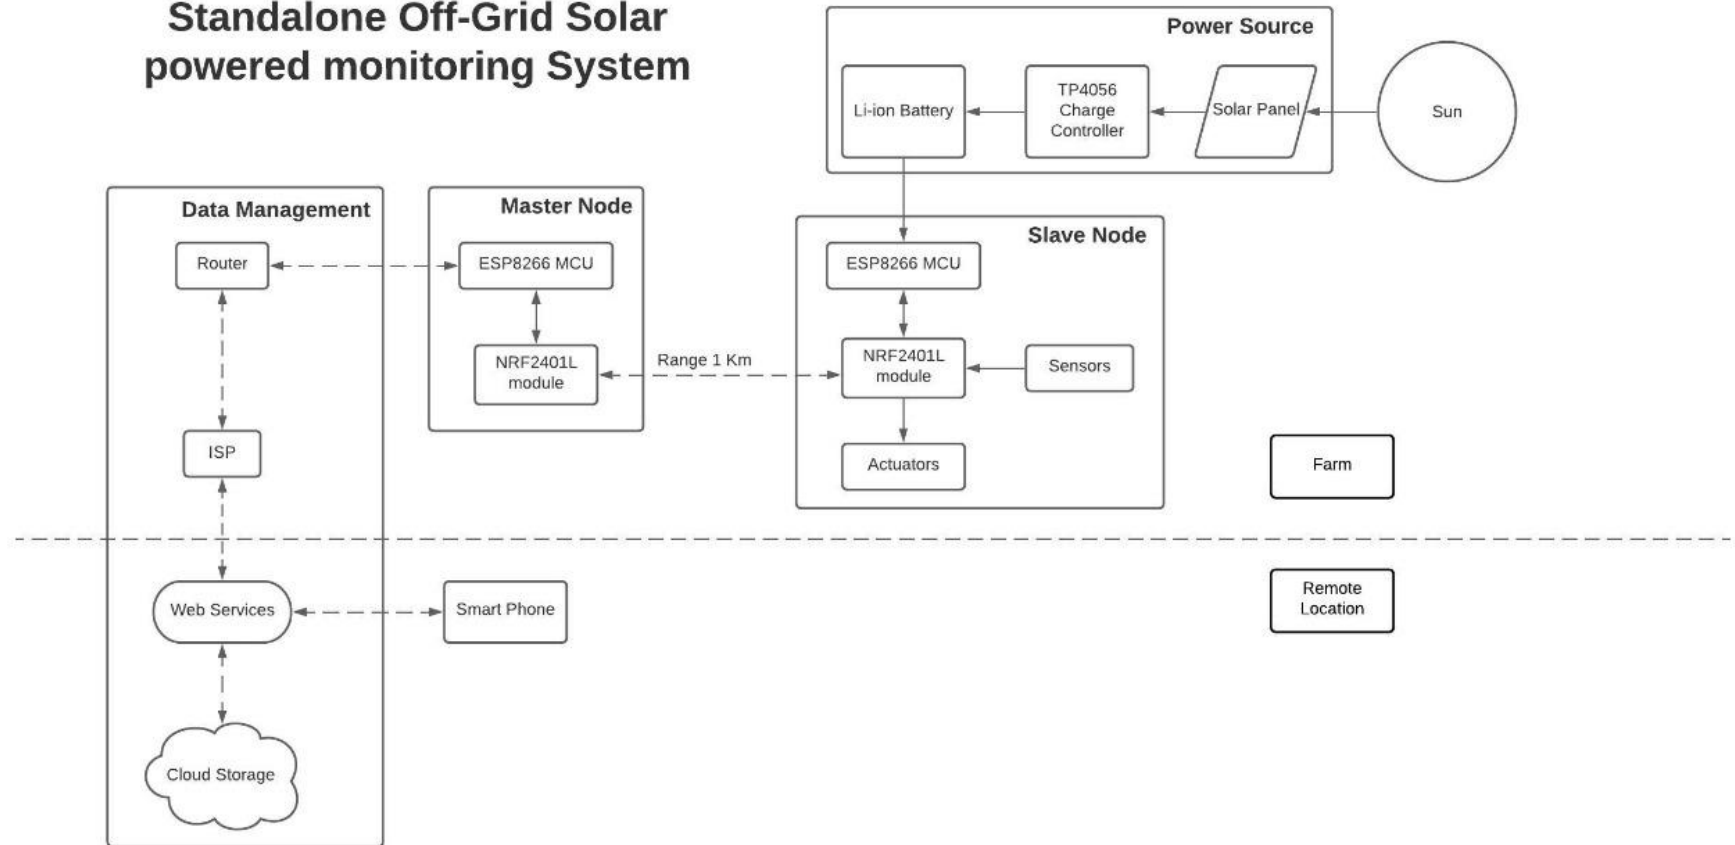 Standalone Off-Grid Solar
powered monitoring System
Power Source
Li-ion Battery
TP4056
Charge
Controller
Solar Panel
Sun
Data Management
Router
ISP
Web Services
Cloud Storage
Master Node
ESP8266 MCU
NRF2401L
module
Range 1 Km
Slave Node
ESP8266 MCU
NRF2401L
module
Sensors
Actuators
Farm
Smart Phone
Remote
Location